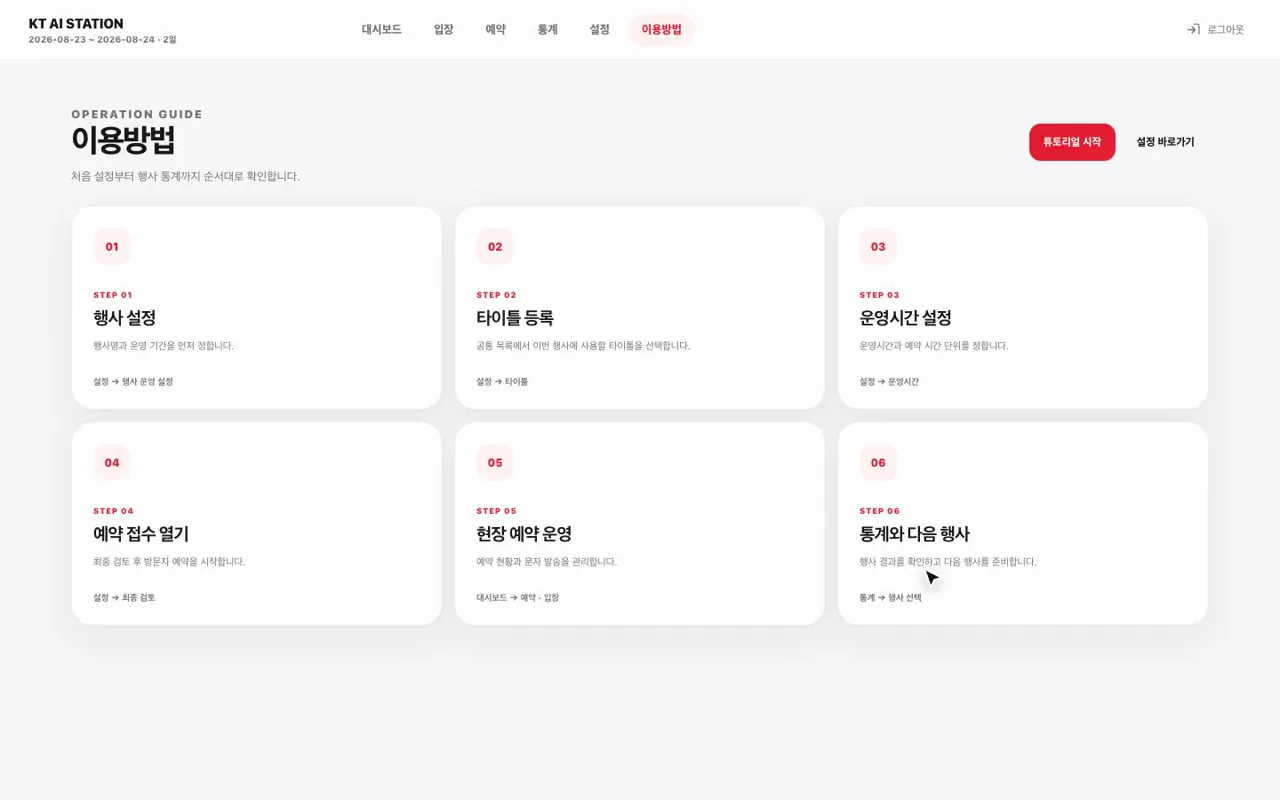 KT AI STATION
2026-08-23 ~ 2026-08-24 · 2일
대시보드
입장
예약
통계
설정
이용방법
로그아웃
OPERATION GUIDE
이용방법
처음 설정부터 행사 통계까지 순서대로 확인합니다.
튜토리얼 시작
설정 바로가기
01
STEP 01
행사 설정
행사명과 운영 기간을 먼저 정합니다.
설정 → 행사 운영 설정
02
STEP 02
타이틀 등록
공통 목록에서 이번 행사에 사용할 타이틀을 선택합니다.
설정 → 타이틀
03
STEP 03
운영시간 설정
운영시간과 예약 시간 단위를 정합니다.
설정 → 운영시간
04
STEP 04
예약 접수 열기
최종 검토 후 방문자 예약을 시작합니다.
설정 → 최종 검토
05
STEP 05
현장 예약 운영
예약 현황과 문자 발송을 관리합니다.
대시보드 → 예약 · 입장
06
STEP 06
통계와 다음 행사
행사 결과를 확인하고 다음 행사를 준비합니다.
통계 → 행사 선택